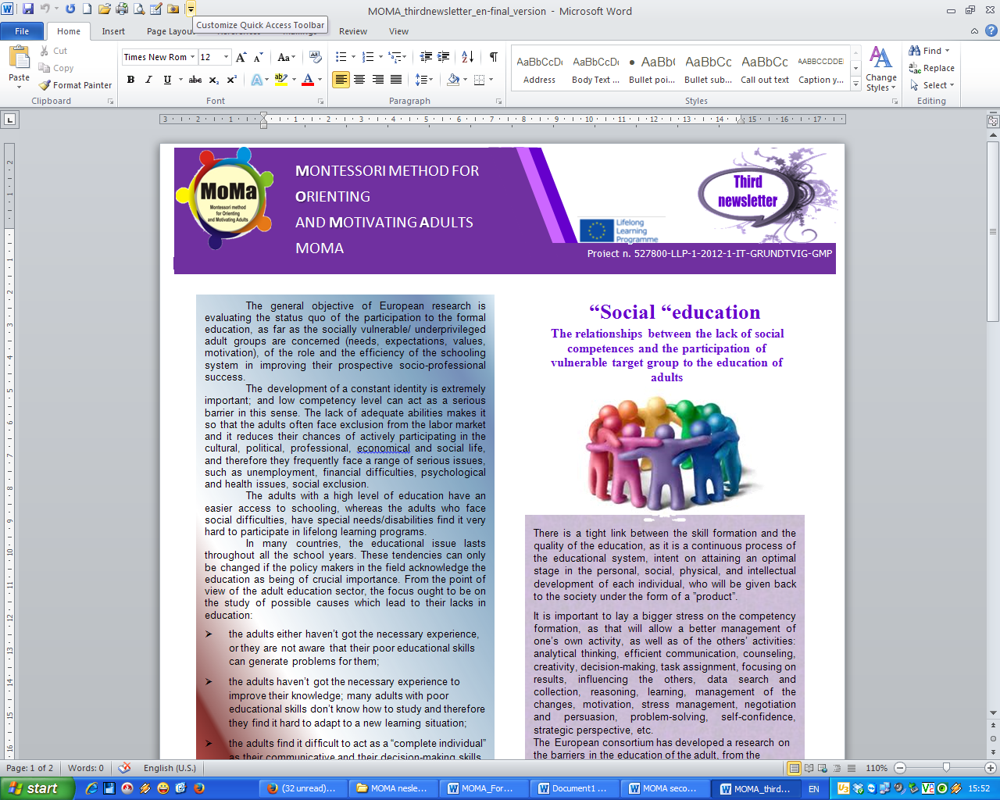 MOMA_thirdnewsletter_en-final_version - Microsoft Word
Customize Quick Access Toolbar
File Home Insert Page Layou Review View
Paste
Cut
Copy
Format Painter
Clipboard
Times New Rom 12
Font
Paragraph
AaBbCcDc AaBbCcDc AaBbC AaBbCc AaBbCc AABBCCDDE
Address Body Text ... Bullet poi... Bullet sub... Call out text Caption y...
Styles
Change Styles
Find
Replace
Select
Editing
3 2 1 1 2 3 4 5 6 7 8 9 10 11 12 13 14 15 16 17
MoMa
Montessori method
for Orienting
and Motivating Adults
MONTESSORI METHOD FOR
ORIENTING
AND MOTIVATING ADULTS
MOMA
Third
newsletter
Lifelong
Learning
Programme
Project n. 527800-LLP-1-2012-1-IT-GRUNDTVIG-GMP
The general objective of European research is
evaluating the status quo of the participation to the formal
education, as far as the socially vulnerable/ underprivileged
adult groups are concerned (needs, expectations, values,
motivation), of the role and the efficiency of the schooling
system in improving their prospective socio-professional
success.
The development of a constant identity is extremely
important; and low competency level can act as a serious
barrier in this sense. The lack of adequate abilities makes it
so that the adults often face exclusion from the labor market
and it reduces their chances of actively participating in the
cultural, political, professional, economical and social life,
and therefore they frequently face a range of serious issues,
such as unemployment, financial difficulties, psychological
and health issues, social exclusion.
The adults with a high level of education have an
easier access to schooling, whereas the adults who face
social difficulties, have special needs/disabilities find it very
hard to participate in lifelong learning programs.
In many countries, the educational issue lasts
throughout all the school years. These tendencies can only
be changed if the policy makers in the field acknowledge the
education as being of crucial importance. From the point of
view of the adult education sector, the focus ought to be on
the study of possible causes which lead to their lacks in
education:
➢ the adults either haven't got the necessary experience,
or they are not aware that their poor educational skills
can generate problems for them;
➢ the adults haven't got the necessary experience to
improve their knowledge; many adults with poor
educational skills don't know how to study and therefore
they find it hard to adapt to a new learning situation;
➢ the adults find it difficult to act as a “complete individual”
as their communicative and their decision-making skills
“Social “education
The relationships between the lack of social
competences and the participation of
vulnerable target group to the education of
adults
There is a tight link between the skill formation and the
quality of the education, as it is a continuous process of
the educational system, intent on attaining an optimal
stage in the personal, social, physical, and intellectual
development of each individual, who will be given back
to the society under the form of a ”product”.
It is important to lay a bigger stress on the competency
formation, as that will allow a better management of
one's own activity, as well as of the others' activities:
analytical thinking, efficient communication, counseling,
creativity, decision-making, task assignment, focusing on
results, influencing the others, data search and
collection, reasoning, learning, management of the
changes, motivation, stress management, negotiation
and persuasion, problem-solving, self-confidence,
strategic perspective, etc.
The European consortium has developed a research on
the barriers in the education of the adult, from the
Page: 1 of 2 Words: 0 English (U.S.) 110%
start (32 unread)... MOMA nesle... MOMA_For... Document1 ... MOMA seco... MOMA_third... EN 15:52